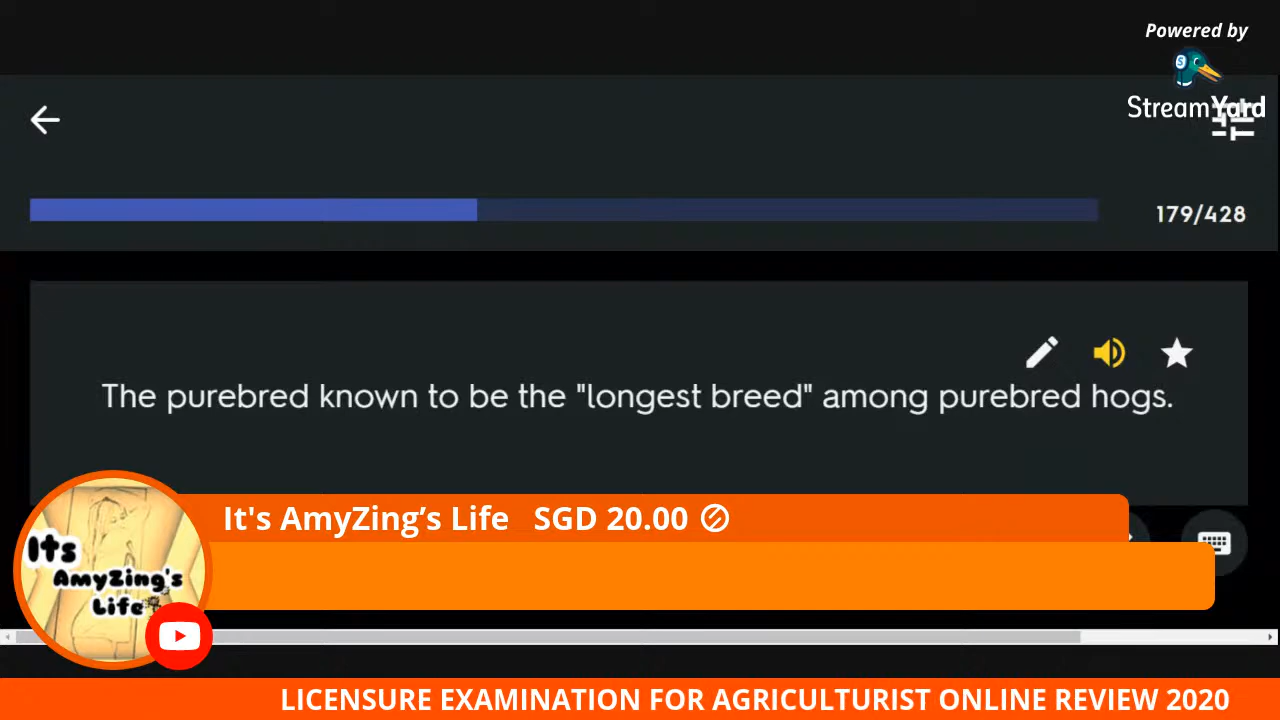 Powered by
StreamYard
179/428
The purebred known to be the "longest breed" among purebred hogs.
It's AmyZing’s Life SGD 20.00
Its
AmyZing's
Life
LICENSURE EXAMINATION FOR AGRICULTURIST ONLINE REVIEW 2020